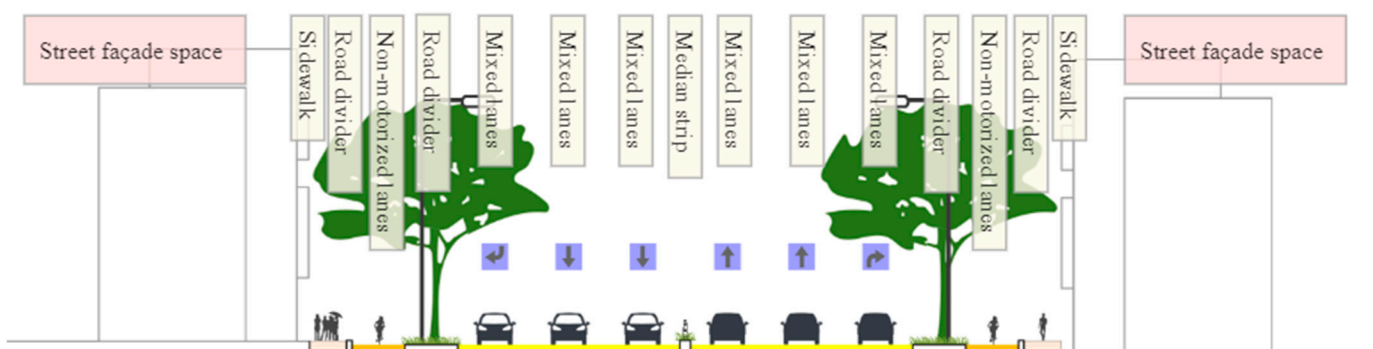 Street façade space
Sidewalk
Road divider
Non-motorized lanes
Road divider
Mixed lanes
Mixed lanes
Mixed lanes
Median strip
Mixed lanes
Mixed lanes
Mixed lanes
Road divider
Non-motorized lanes
Road divider
Sidewalk
Street façade space